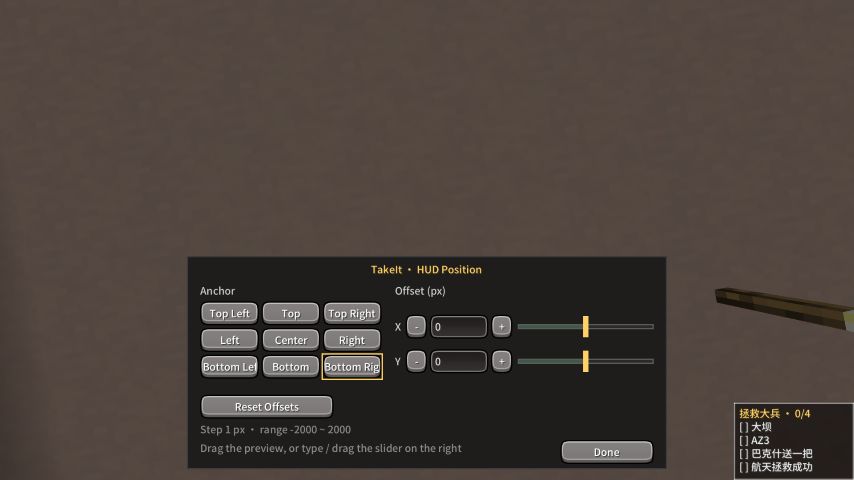 TakeIt · HUD Position
Anchor
Offset (px)
Top Left
Top
Top Right
Left
Center
Right
Bottom Lef
Bottom
Bottom Rig
X
-
0
+
Y
-
0
+
Reset Offsets
Step 1 px · range -2000 ~ 2000
Drag the preview, or type / drag the slider on the right
Done
拯救大兵 · 0/4
[ ] 大坝
[ ] AZ3
[ ] 巴克什送一把
[ ] 航天拯救成功